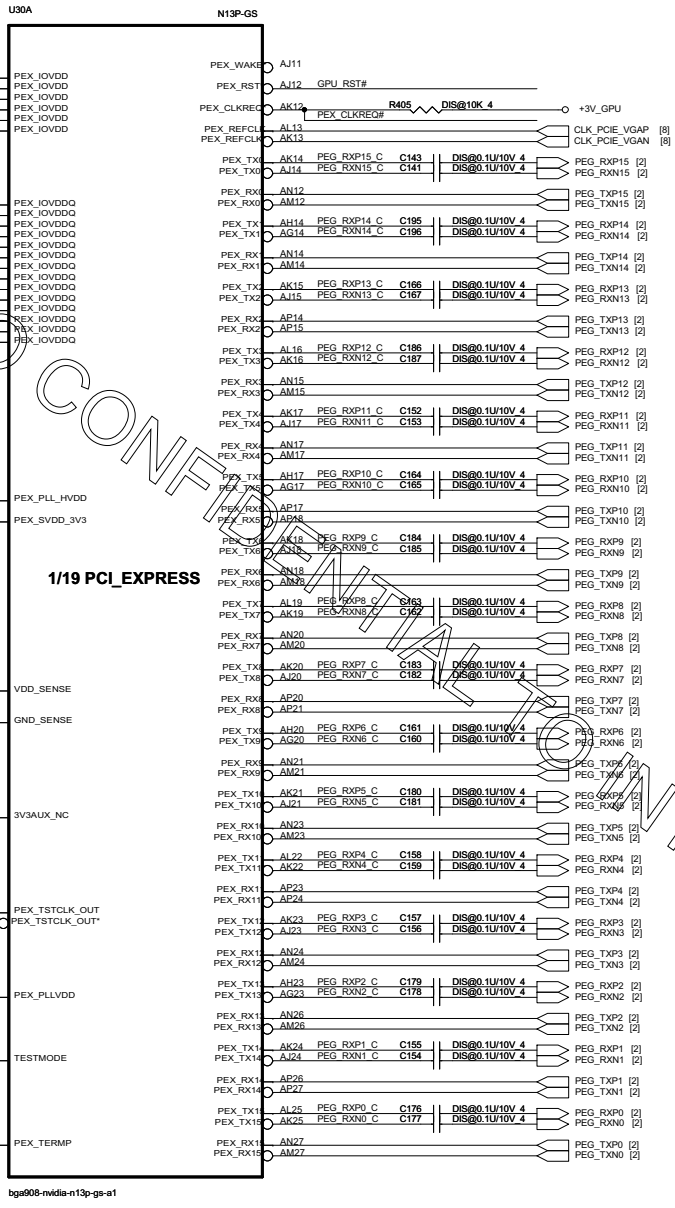 U30A
N13P-GS
PEX_WAKE AJ11
PEX_IOVDD
PEX_IOVDD
PEX_RST AJ12 GPU_RST#
PEX_IOVDD
PEX_IOVDD
PEX_CLKREQ AK12 R405 DIS@10K_4 +3V_GPU
PEX_IOVDD
PEX_CLKREQ#
PEX_IOVDD
PEX_REFCLK AL13 CLK_PCIE_VGAP [8]
PEX_REFCLK AK13 CLK_PCIE_VGAN [8]
PEX_TX0 AK14 PEG_RXP15_C C143 DIS@0.1U/10V_4 PEG_RXP15 [2]
PEX_TX0 AJ14 PEG_RXN15_C C141 DIS@0.1U/10V_4 PEG_RXN15 [2]
PEX_RX0 AN12 PEG_TXP15 [2]
PEX_RX0 AM12 PEG_TXN15 [2]
PEX_IOVDDQ
PEX_IOVDDQ
PEX_TX1 AH14 PEG_RXP14_C C195 DIS@0.1U/10V_4 PEG_RXP14 [2]
PEX_IOVDDQ
PEX_TX1 AG14 PEG_RXN14_C C196 DIS@0.1U/10V_4 PEG_RXN14 [2]
PEX_IOVDDQ
PEX_IOVDDQ
PEX_RX1 AN14 PEG_TXP14 [2]
PEX_IOVDDQ
PEX_RX1 AM14 PEG_TXN14 [2]
PEX_IOVDDQ
PEX_IOVDDQ
PEX_TX2 AK15 PEG_RXP13_C C166 DIS@0.1U/10V_4 PEG_RXP13 [2]
PEX_IOVDDQ
PEX_TX2 AJ15 PEG_RXN13_C C167 DIS@0.1U/10V_4 PEG_RXN13 [2]
PEX_IOVDDQ
PEX_IOVDDQ
PEX_RX2 AP14 PEG_TXP13 [2]
PEX_IOVDDQ
PEX_RX2 AP15 PEG_TXN13 [2]
PEX_IOVDDQ
PEX_IOVDDQ
PEX_TX3 AL16 PEG_RXP12_C C186 DIS@0.1U/10V_4 PEG_RXP12 [2]
PEX_TX3 AK16 PEG_RXN12_C C187 DIS@0.1U/10V_4 PEG_RXN12 [2]
PEX_RX3 AN15 PEG_TXP12 [2]
PEX_RX3 AM15 PEG_TXN12 [2]
PEX_TX4 AK17 PEG_RXP11_C C152 DIS@0.1U/10V_4 PEG_RXP11 [2]
PEX_TX4 AJ17 PEG_RXN11_C C153 DIS@0.1U/10V_4 PEG_RXN11 [2]
PEX_RX4 AN17 PEG_TXP11 [2]
PEX_RX4 AM17 PEG_TXN11 [2]
PEX_TX5 AH17 PEG_RXP10_C C164 DIS@0.1U/10V_4 PEG_RXP10 [2]
PEX_TX5 AG17 PEG_RXN10_C C165 DIS@0.1U/10V_4 PEG_RXN10 [2]
PEX_PLL_HVDD
PEX_RX5 AP17 PEG_TXP10 [2]
PEX_SVDD_3V3
PEX_RX5 AP18 PEG_TXN10 [2]
PEX_TX6 AK18 PEG_RXP9_C C184 DIS@0.1U/10V_4 PEG_RXP9 [2]
PEX_TX6 AJ18 PEG_RXN9_C C185 DIS@0.1U/10V_4 PEG_RXN9 [2]
1/19 PCI_EXPRESS
PEX_RX6 AN18 PEG_TXP9 [2]
PEX_RX6 AM18 PEG_TXN9 [2]
PEX_TX7 AL19 PEG_RXP8_C C163 DIS@0.1U/10V_4 PEG_RXP8 [2]
PEX_TX7 AK19 PEG_RXN8_C C162 DIS@0.1U/10V_4 PEG_RXN8 [2]
PEX_RX7 AN20 PEG_TXP8 [2]
PEX_RX7 AM20 PEG_TXN8 [2]
PEX_TX8 AK20 PEG_RXP7_C C183 DIS@0.1U/10V_4 PEG_RXP7 [2]
PEX_TX8 AJ20 PEG_RXN7_C C182 DIS@0.1U/10V_4 PEG_RXN7 [2]
VDD_SENSE
PEX_RX8 AP20 PEG_TXP7 [2]
PEX_RX8 AP21 PEG_TXN7 [2]
GND_SENSE
PEX_TX9 AH20 PEG_RXP6_C C161 DIS@0.1U/10V_4 PEG_RXP6 [2]
PEX_TX9 AG20 PEG_RXN6_C C160 DIS@0.1U/10V_4 PEG_RXN6 [2]
PEX_RX9 AN21 PEG_TXP6 [2]
PEX_RX9 AM21 PEG_TXN6 [2]
PEX_TX10 AK21 PEG_RXP5_C C180 DIS@0.1U/10V_4 PEG_RXP5 [2]
PEX_TX10 AJ21 PEG_RXN5_C C181 DIS@0.1U/10V_4 PEG_RXN5 [2]
3V3AUX_NC
PEX_RX10 AN23 PEG_TXP5 [2]
PEX_RX10 AM23 PEG_TXN5 [2]
PEX_TX11 AL22 PEG_RXP4_C C158 DIS@0.1U/10V_4 PEG_RXP4 [2]
PEX_TX11 AK22 PEG_RXN4_C C159 DIS@0.1U/10V_4 PEG_RXN4 [2]
PEX_RX11 AP23 PEG_TXP4 [2]
PEX_RX11 AP24 PEG_TXN4 [2]
PEX_TSTCLK_OUT
PEX_TSTCLK_OUT*
PEX_TX12 AK23 PEG_RXP3_C C157 DIS@0.1U/10V_4 PEG_RXP3 [2]
PEX_TX12 AJ23 PEG_RXN3_C C156 DIS@0.1U/10V_4 PEG_RXN3 [2]
PEX_RX12 AN24 PEG_TXP3 [2]
PEX_RX12 AM24 PEG_TXN3 [2]
PEX_TX13 AH23 PEG_RXP2_C C179 DIS@0.1U/10V_4 PEG_RXP2 [2]
PEX_PLLVDD
PEX_TX13 AG23 PEG_RXN2_C C178 DIS@0.1U/10V_4 PEG_RXN2 [2]
PEX_RX13 AN26 PEG_TXP2 [2]
PEX_RX13 AM26 PEG_TXN2 [2]
PEX_TX14 AK24 PEG_RXP1_C C155 DIS@0.1U/10V_4 PEG_RXP1 [2]
TESTMODE
PEX_TX14 AJ24 PEG_RXN1_C C154 DIS@0.1U/10V_4 PEG_RXN1 [2]
PEX_RX14 AP26 PEG_TXP1 [2]
PEX_RX14 AP27 PEG_TXN1 [2]
PEX_TX15 AL25 PEG_RXP0_C C176 DIS@0.1U/10V_4 PEG_RXP0 [2]
PEX_TX15 AK25 PEG_RXN0_C C177 DIS@0.1U/10V_4 PEG_RXN0 [2]
PEX_TERMP
PEX_RX15 AN27 PEG_TXP0 [2]
PEX_RX15 AM27 PEG_TXN0 [2]
bga908-nvidia-n13p-gs-a1
CONFIDENTIAL TO